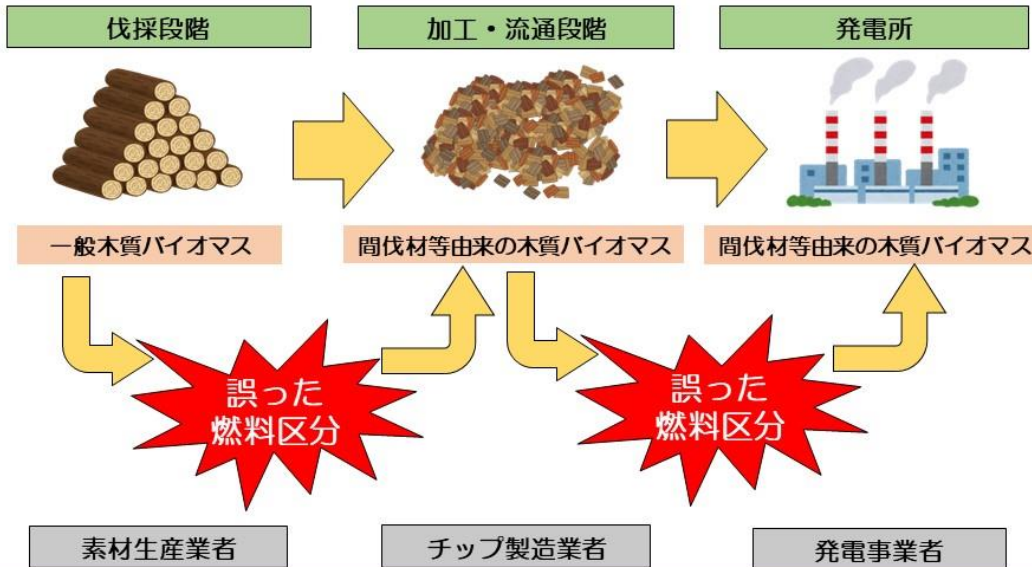 伐採段階
加工・流通段階
発電所
一般木質バイオマス
間伐材等由来の木質バイオマス
間伐材等由来の木質バイオマス
誤った
燃料区分
誤った
燃料区分
素材生産業者
チップ製造業者
発電事業者